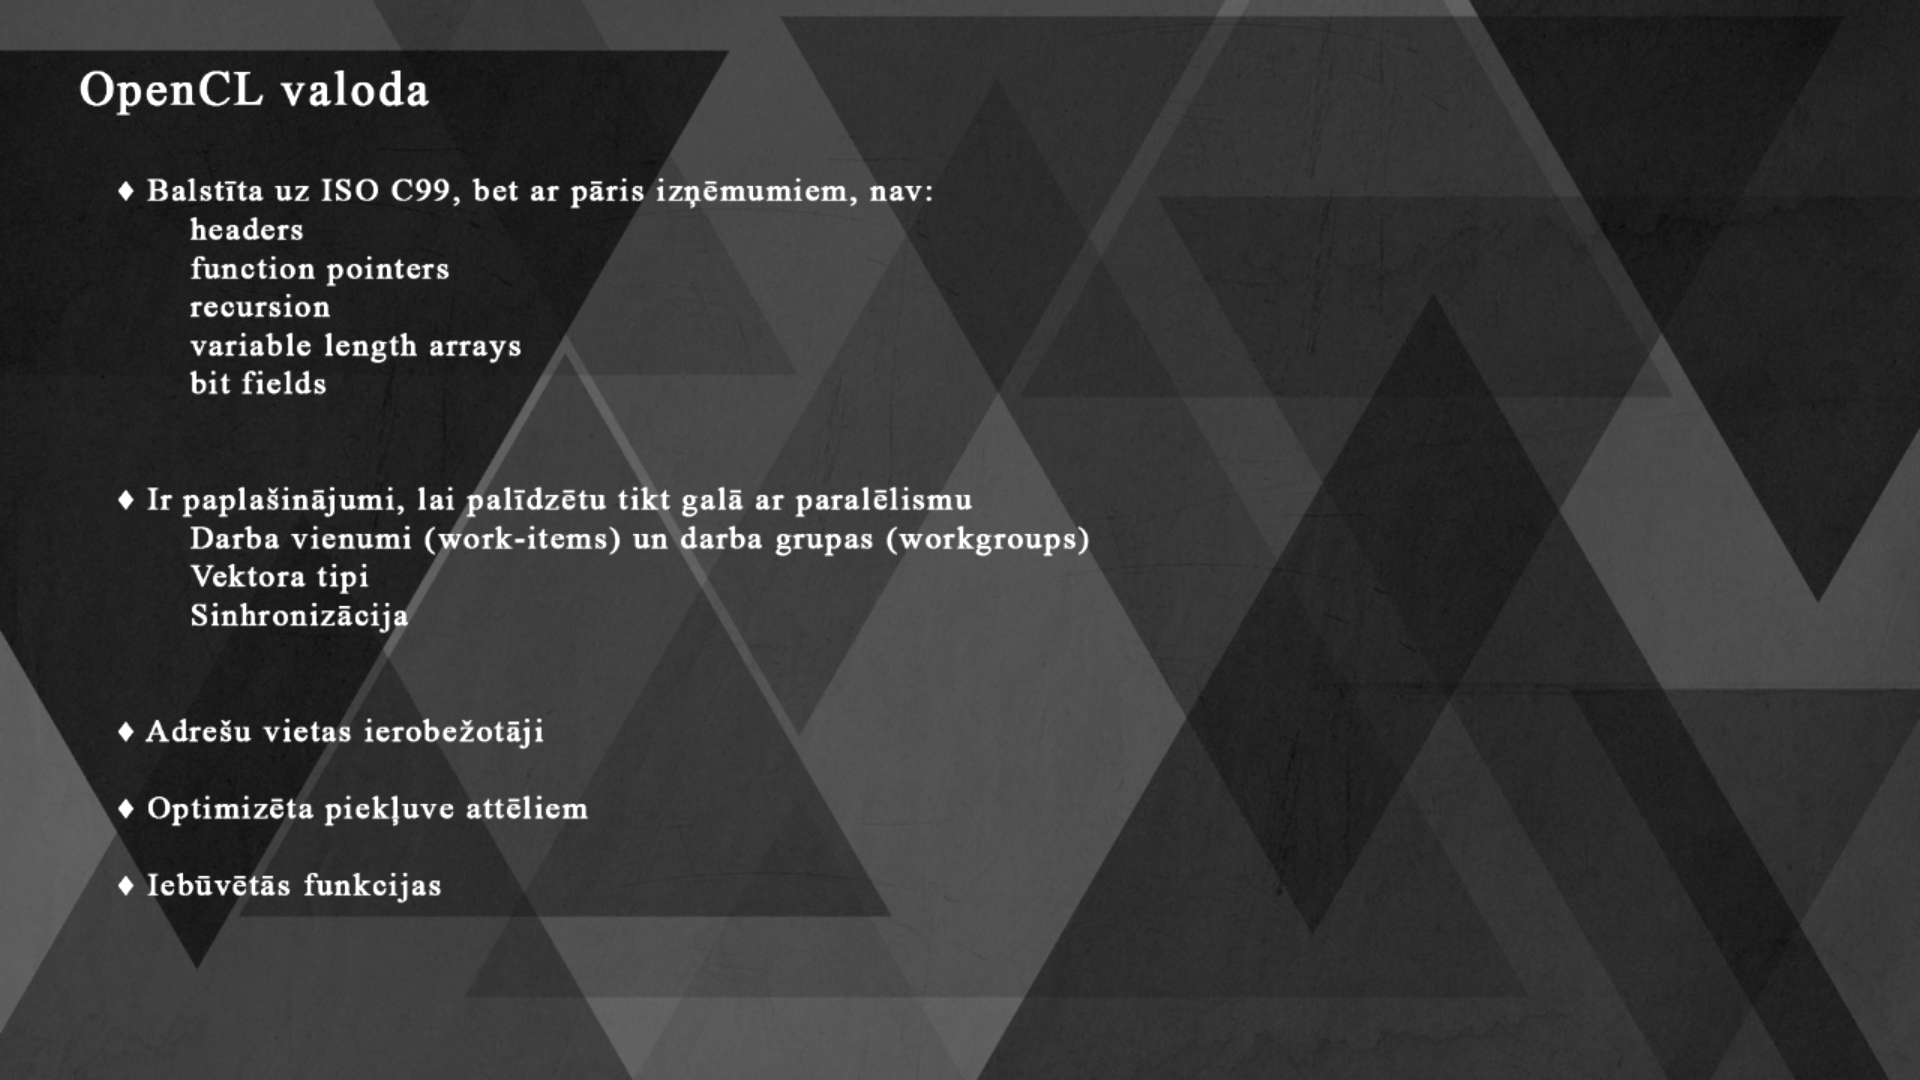 OpenCL valoda
♦ Balstīta uz ISO C99, bet ar pāris izņēmumiem, nav:
headers
function pointers
recursion
variable length arrays
bit fields
♦ Ir paplašinājumi, lai palīdzētu tikt galā ar paralēlismu
Darba vienumi (work-items) un darba grupas (workgroups)
Vektora tipi
Sinhronizācija
♦ Adrešu vietas ierobežotāji
♦ Optimizēta piekļuve attēliem
♦ Iebūvētās funkcijas